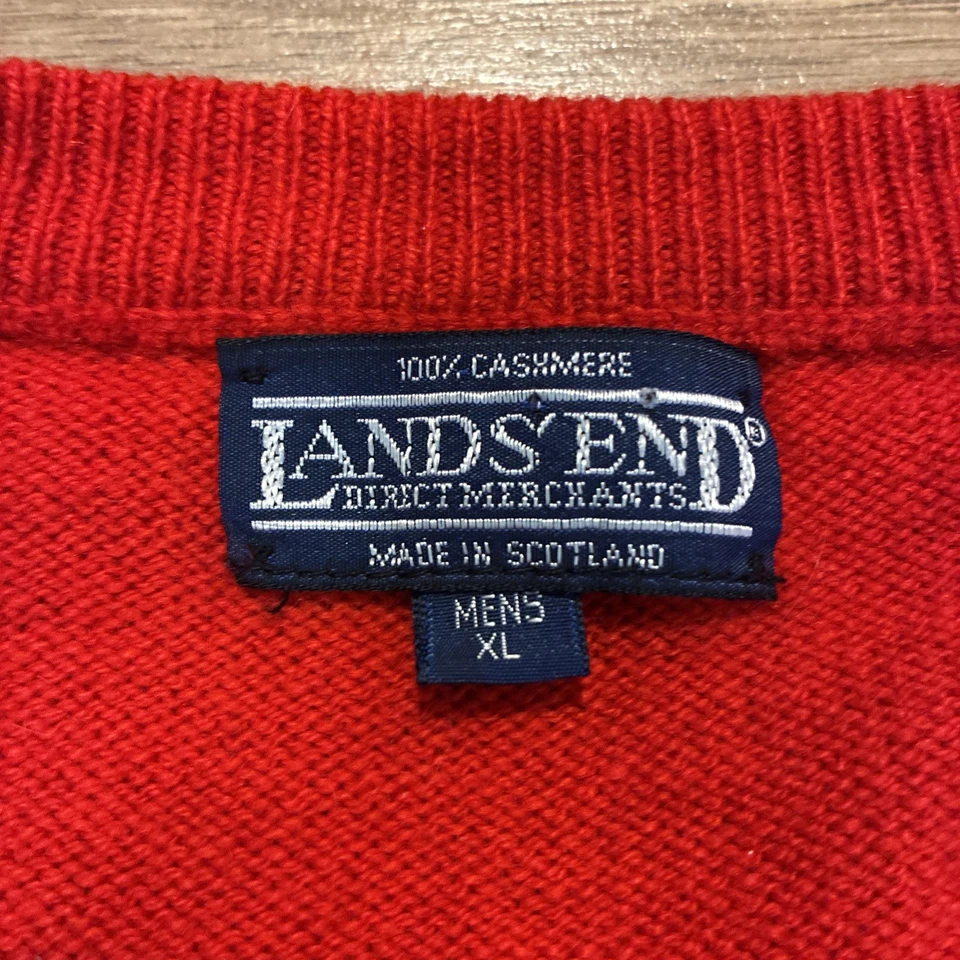 100% CASHMERE
LANDS' END®
DIRECT MERCHANTS
MADE IN SCOTLAND
MENS
XL